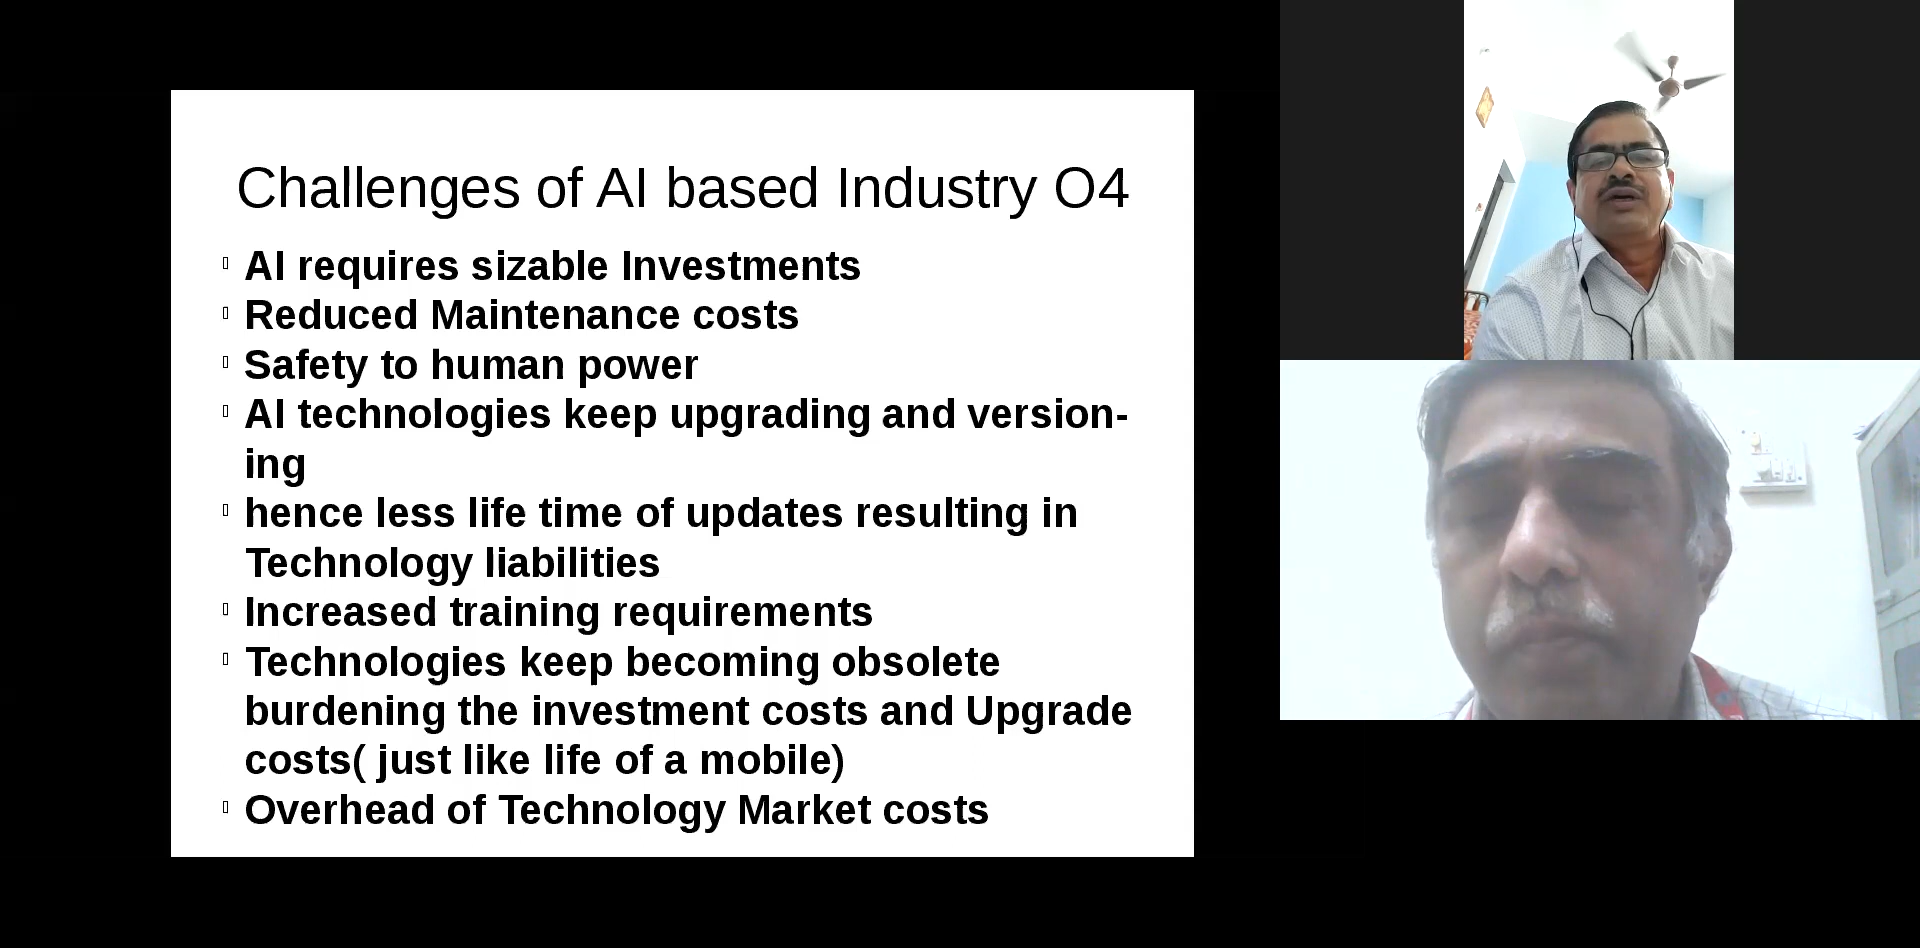 Challenges of AI based Industry O4
AI requires sizable Investments
Reduced Maintenance costs
Safety to human power
AI technologies keep upgrading and version-
ing
hence less life time of updates resulting in
Technology liabilities
Increased training requirements
Technologies keep becoming obsolete
burdening the investment costs and Upgrade
costs( just like life of a mobile)
Overhead of Technology Market costs